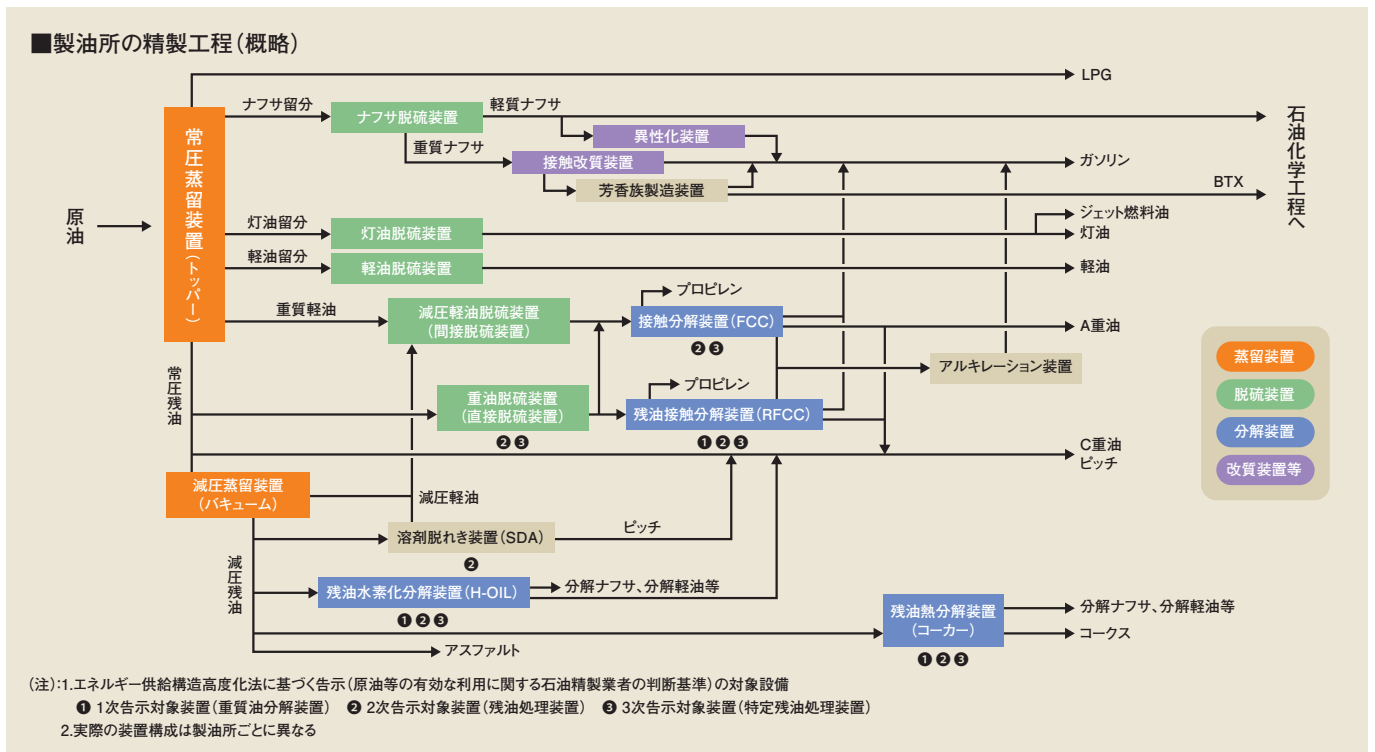 ■製油所の精製工程(概略)
LPG
ナフサ留分
ナフサ脱硫装置
軽質ナフサ
異性化装置
重質ナフサ
接触改質装置
ガソリン
芳香族製造装置
BTX
石油化学工程へ
原油
常圧蒸留装置(トッパー)
灯油留分
灯油脱硫装置
ジェット燃料油
灯油
軽油留分
軽油脱硫装置
軽油
重質軽油
減圧軽油脱硫装置
(間接脱硫装置)
プロピレン
接触分解装置(FCC)
❷❸
A重油
アルキレーション装置
常圧残油
重油脱硫装置
(直接脱硫装置)
❷❸
プロピレン
残油接触分解装置(RFCC)
❶❷❸
C重油
ピッチ
減圧蒸留装置
(バキューム)
減圧軽油
溶剤脱れき装置(SDA)
❷
ピッチ
減圧残油
残油水素化分解装置(H-OIL)
❶❷❸
分解ナフサ、分解軽油等
残油熱分解装置
(コーカー)
❶❷❸
分解ナフサ、分解軽油等
コークス
アスファルト
蒸留装置
脱硫装置
分解装置
改質装置等
(注):1.エネルギー供給構造高度化法に基づく告示(原油等の有効な利用に関する石油精製業者の判断基準)の対象設備
❶ 1次告示対象装置(重質油分解装置) ❷ 2次告示対象装置(残油処理装置) ❸ 3次告示対象装置(特定残油処理装置)
2.実際の装置構成は製油所ごとに異なる